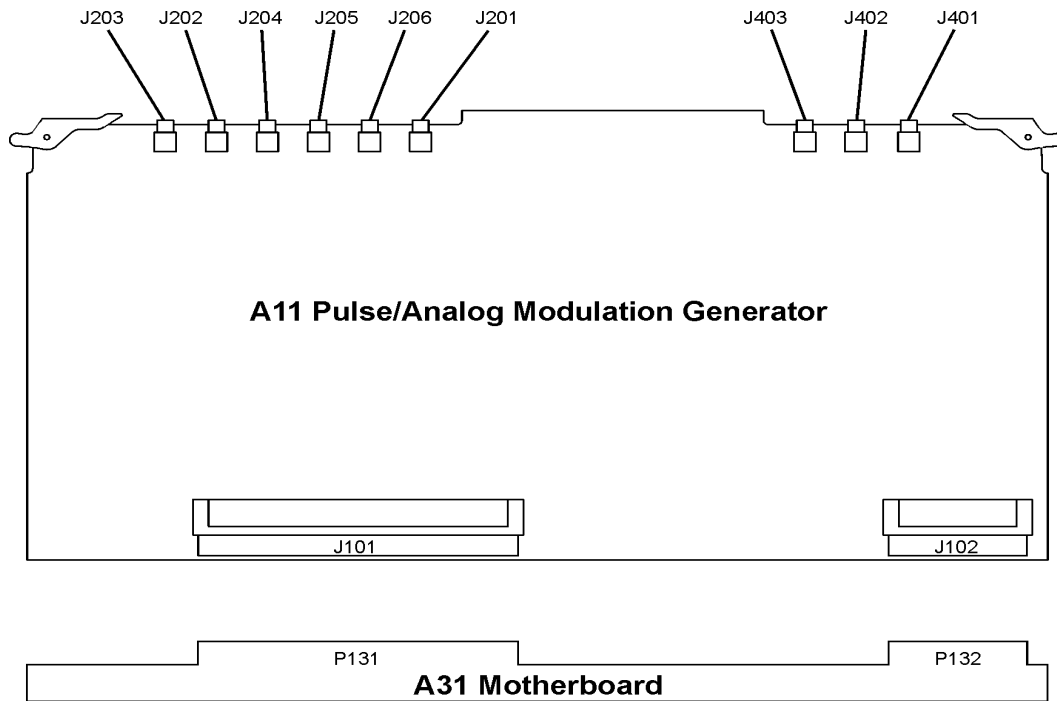 J203 J202 J204 J205 J206 J201 J403 J402 J401
A11 Pulse/Analog Modulation Generator
J101 J102
P131 P132
A31 Motherboard